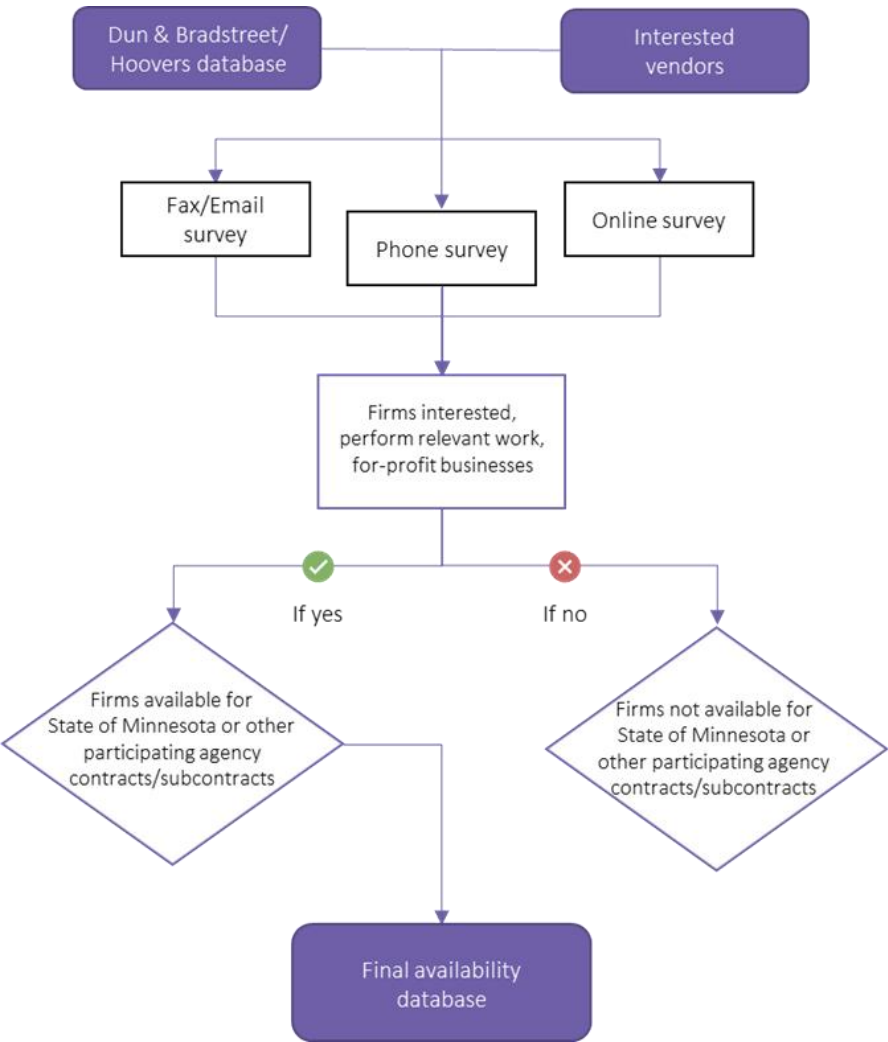 Dun & Bradstreet/
Hoovers database
Interested
vendors
Fax/Email
survey
Phone survey
Online survey
Firms interested,
perform relevant work,
for-profit businesses
If yes
If no
Firms available for
State of Minnesota or other
participating agency
contracts/subcontracts
Firms not available for
State of Minnesota or
other participating agency
contracts/subcontracts
Final availability
database